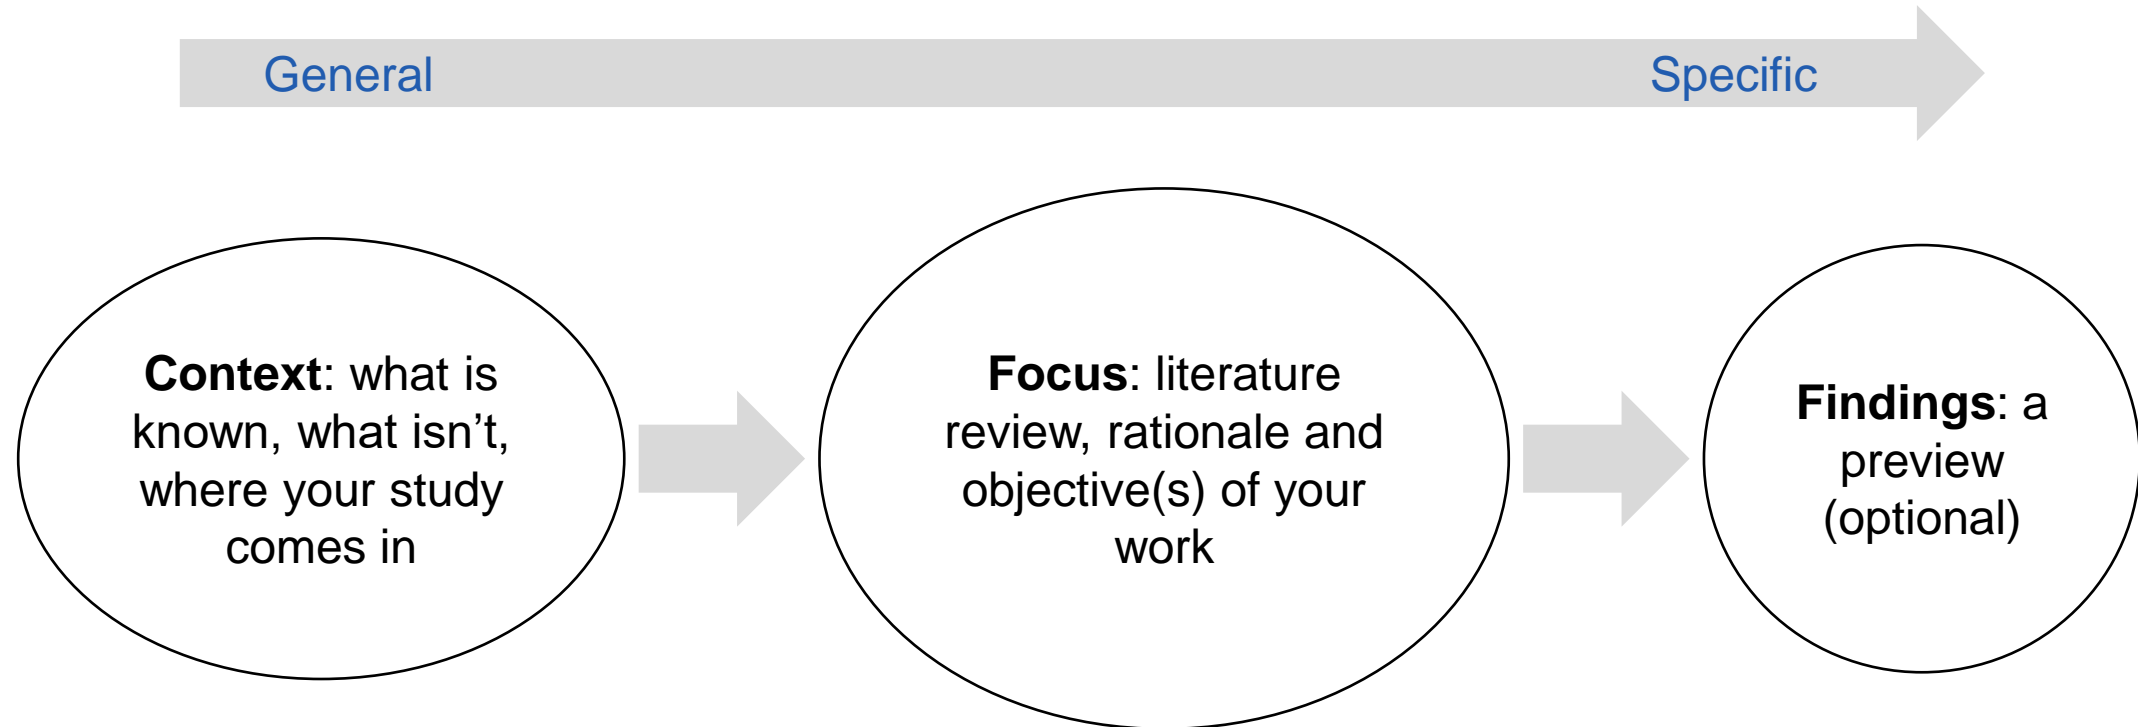 General
Specific
Context: what is
known, what isn’t,
where your study
comes in
Focus: literature
review, rationale and
objective(s) of your
work
Findings: a
preview
(optional)